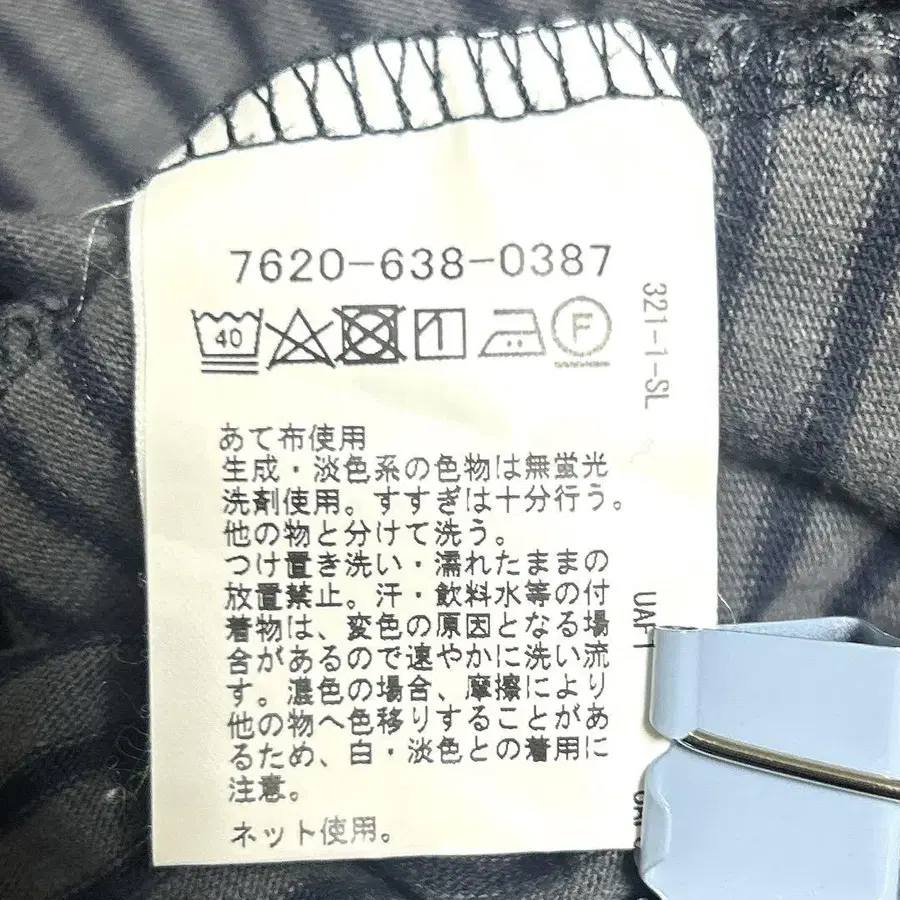 7620-638-0387
40
F
321-1-SL
あて布使用
生成・淡色系の色物は無蛍光
洗剤使用。すすぎは十分行う。
他の物と分けて洗う。
つけ置き洗い・濡れたままの
放置禁止。汗・飲料水等の付
着物は、変色の原因となる場
合があるので速やかに洗い流
す。濃色の場合、摩擦により
他の物へ色移りすることがあ
るため、白・淡色との着用に
注意。
ネット使用。